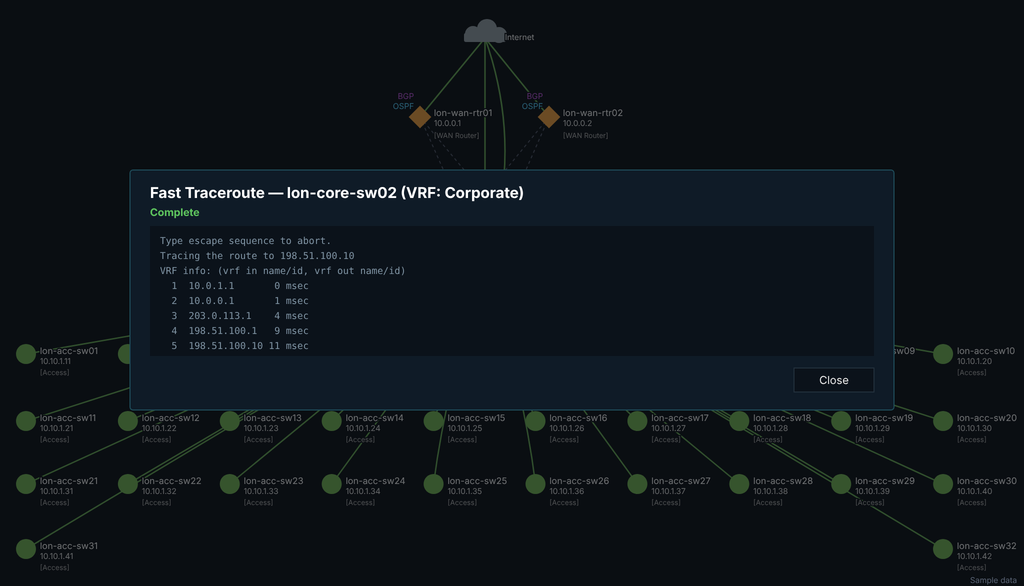 Internet
BGP
OSPF
lon-wan-rtr01
10.0.0.1
[WAN Router]
BGP
OSPF
lon-wan-rtr02
10.0.0.2
[WAN Router]
Fast Traceroute — lon-core-sw02 (VRF: Corporate)
Complete
Type escape sequence to abort.
Tracing the route to 198.51.100.10
VRF info: (vrf in name/id, vrf out name/id)
1 10.0.1.1 0 msec
2 10.0.0.1 1 msec
3 203.0.113.1 4 msec
4 198.51.100.1 9 msec
5 198.51.100.10 11 msec
Close
lon-acc-sw01
10.10.1.11
[Access]
sw09
lon-acc-sw10
10.10.1.20
[Access]
lon-acc-sw11
10.10.1.21
[Access]
lon-acc-sw12
10.10.1.22
[Access]
lon-acc-sw13
10.10.1.23
[Access]
lon-acc-sw14
10.10.1.24
[Access]
lon-acc-sw15
10.10.1.25
[Access]
lon-acc-sw16
10.10.1.26
[Access]
lon-acc-sw17
10.10.1.27
[Access]
lon-acc-sw18
10.10.1.28
[Access]
lon-acc-sw19
10.10.1.29
[Access]
lon-acc-sw20
10.10.1.30
[Access]
lon-acc-sw21
10.10.1.31
[Access]
lon-acc-sw22
10.10.1.32
[Access]
lon-acc-sw23
10.10.1.33
[Access]
lon-acc-sw24
10.10.1.34
[Access]
lon-acc-sw25
10.10.1.35
[Access]
lon-acc-sw26
10.10.1.36
[Access]
lon-acc-sw27
10.10.1.37
[Access]
lon-acc-sw28
10.10.1.38
[Access]
lon-acc-sw29
10.10.1.39
[Access]
lon-acc-sw30
10.10.1.40
[Access]
lon-acc-sw31
10.10.1.41
[Access]
lon-acc-sw32
10.10.1.42
[Access]
Sample data